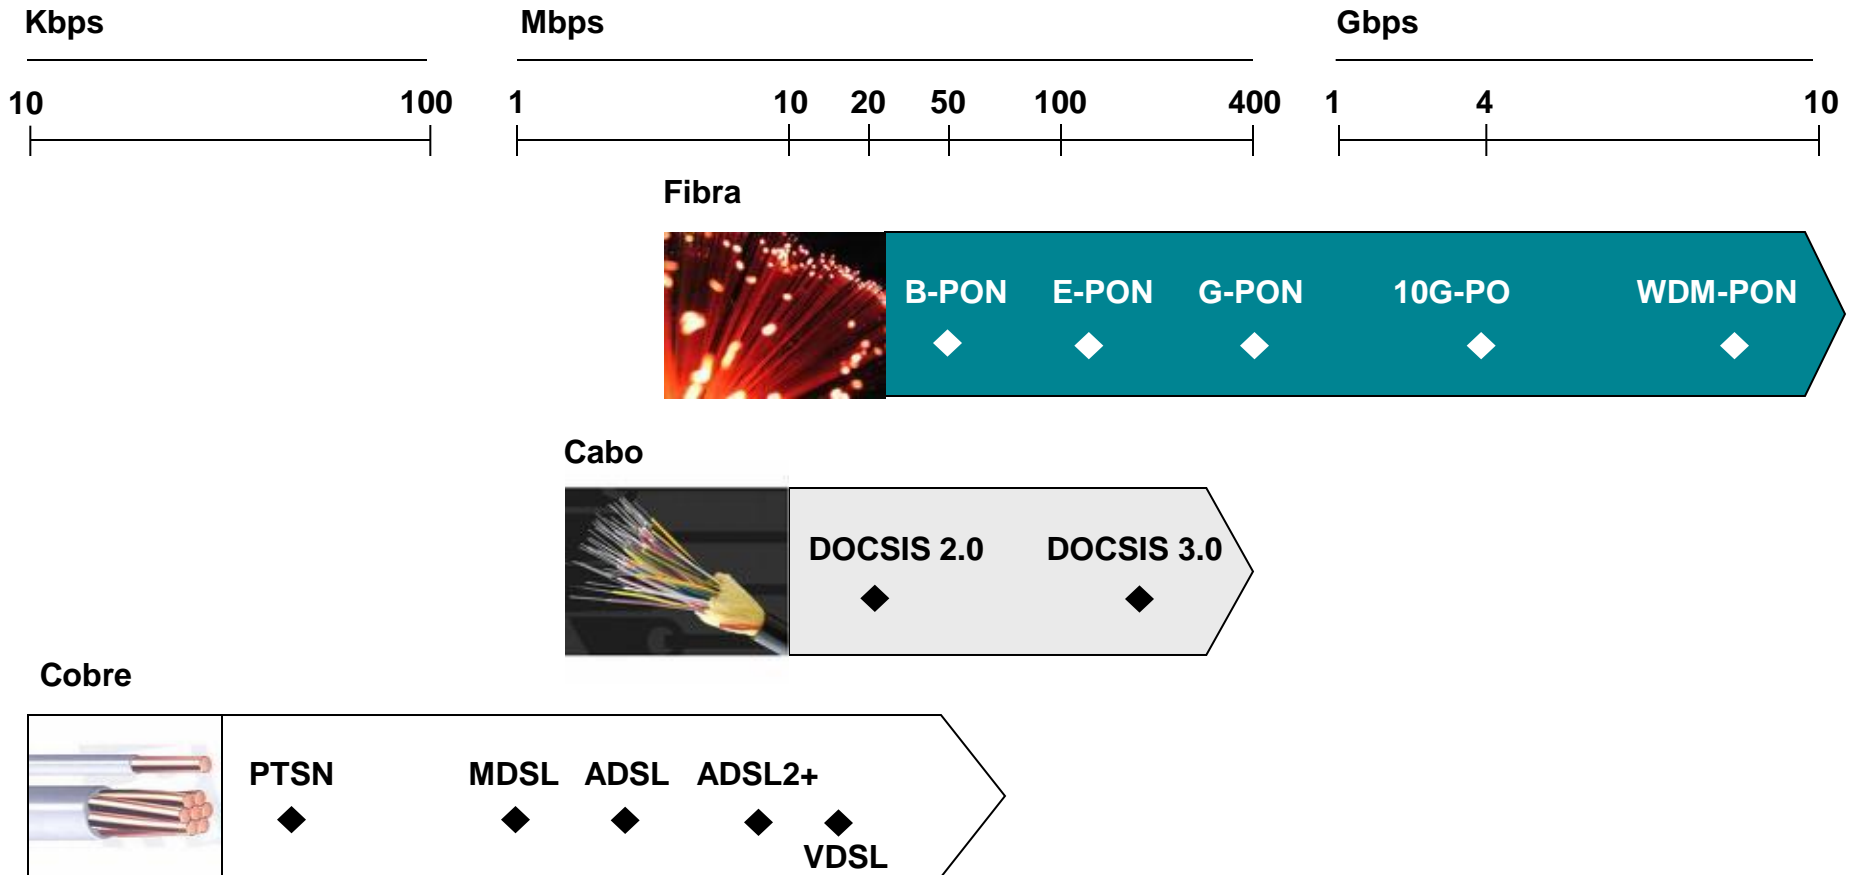 Kbps Mbps Gbps
10 100 1 10 20 50 100 400 1 4 10
Fibra
B-PON E-PON G-PON 10G-PO WDM-PON
Cabo
DOCSIS 2.0 DOCSIS 3.0
Cobre
PTSN MDSL ADSL ADSL2+
VDSL